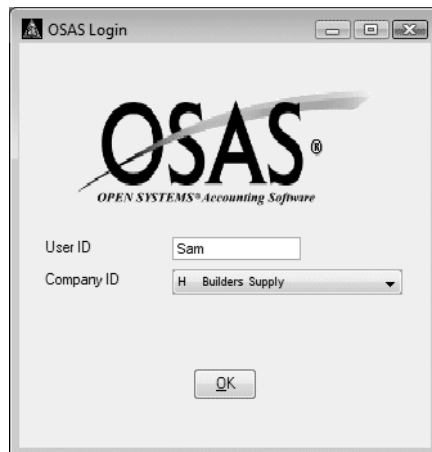 OSAS Login
OSAS®
OPEN SYSTEMS® Accounting Software
User ID Sam
Company ID H Builders Supply
OK